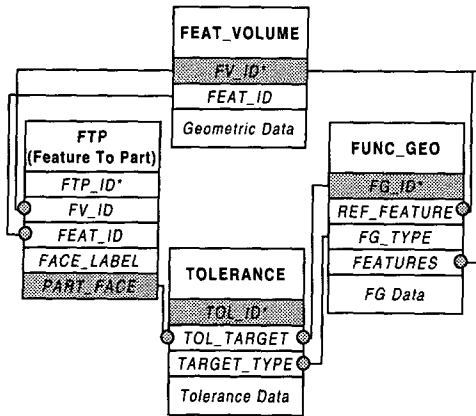 FEAT_VOLUME
FV_ID*
FEAT_ID
Geometric Data
FTP
(Feature To Part)
FTP_ID*
FV_ID
FEAT_ID
FACE_LABEL
PART_FACE
FUNC_GEO
FG_ID*
REF_FEATURE
FG_TYPE
FEATURES
FG Data
TOLERANCE
TOL_ID*
TOL_TARGET
TARGET_TYPE
Tolerance Data